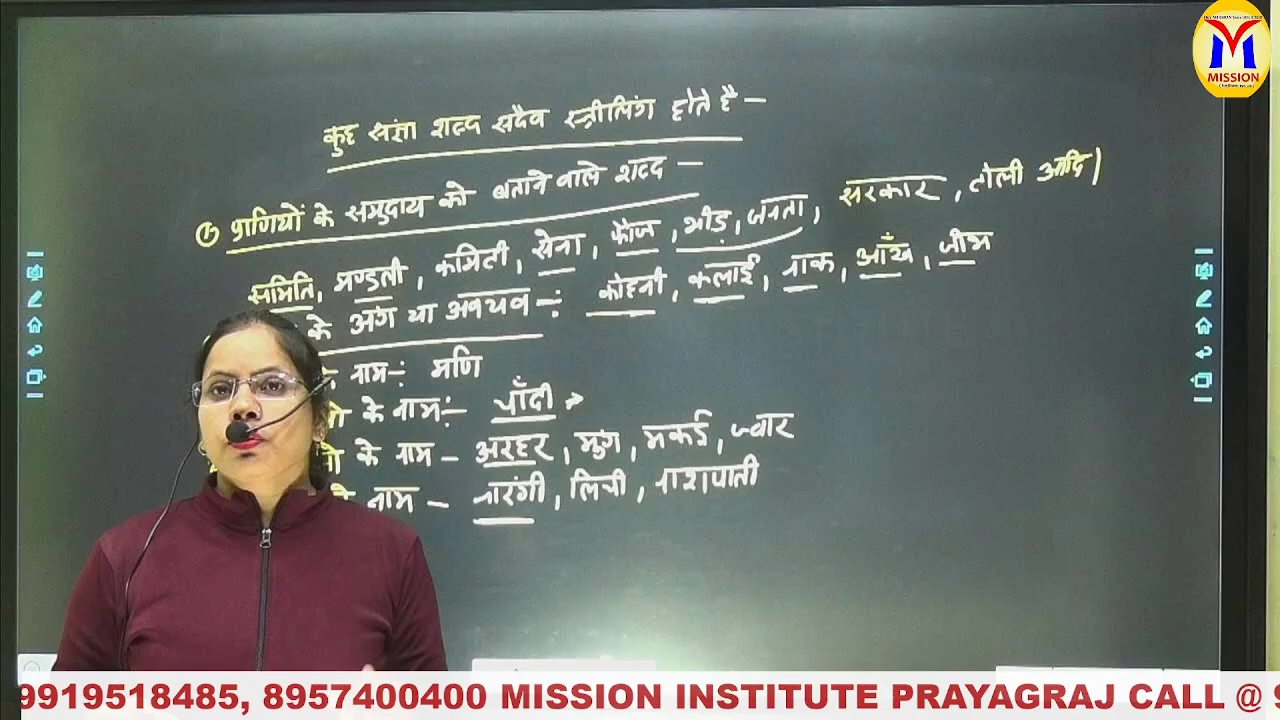 MISSION
कुछ संज्ञा शब्द सदैव स्त्रीलिंग होते है –
① प्राणियों के समुदाय को बताने वाले शब्द –
समिति, मण्डली, कमिटी, सेना, फौज, भीड़, जनता, सरकार, टोली आदि।
के अंग या अवयव -: कोहनी, कलाई, नाक, आँख, जीभ
नाम -: मणि
के नाम :- चाँदी →
के नाम – अरहर, मुंग, मकई, ज्वार
नाम – नारंगी, लिची, नाशपाती
9919518485, 8957400400 MISSION INSTITUTE PRAYAGRAJ CALL @